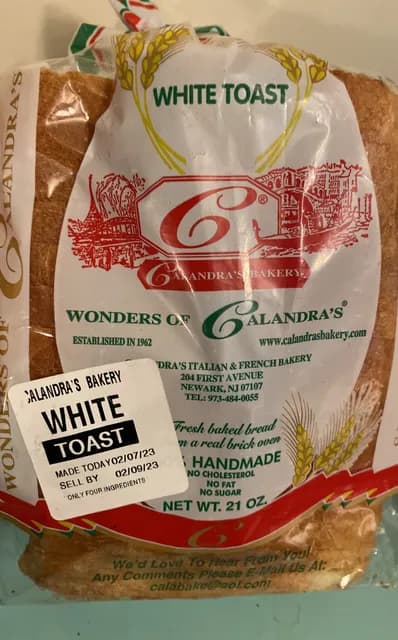 WHITE TOAST
C®
CALANDRA'S BAKERY
WONDERS OF CALANDRA'S®
ESTABLISHED IN 1962
www.calandrasbakery.com
DRA'S ITALIAN & FRENCH BAKERY
204 FIRST AVENUE
NEWARK, NJ 07107
TEL: 973-484-0055
Fresh baked bread
a real brick oven
HANDMADE
NO CHOLESTEROL
NO FAT
NO SUGAR
NET WT. 21 OZ.
C
We'd Love To Hear From You!
Any Comments Please E-Mail Us At:
calabake@aol.com
ALANDRA'S BAKERY
WHITE
TOAST
MADE TODAY 02/07/23
SELL BY 02/09/23
ONLY FOUR INGREDIENTS
WONDERS OF CALANDRA'S